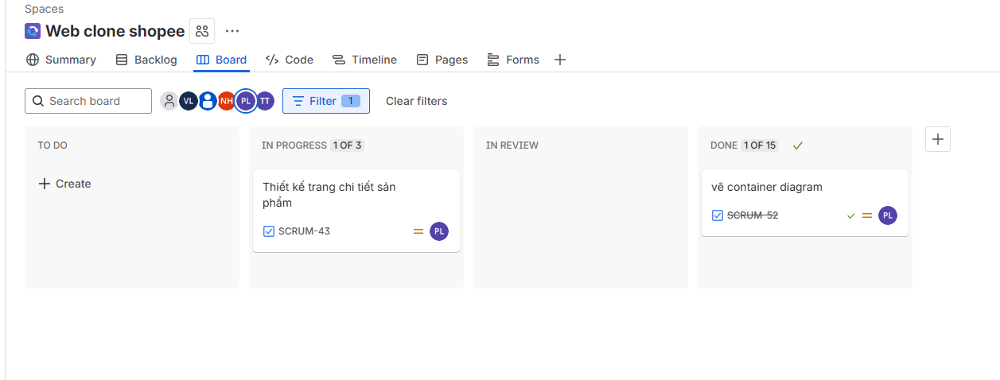 Spaces
Web clone shopee
Summary
Backlog
Board
Code
Timeline
Pages
Forms
Search board
VL
NH
PL
TT
Filter 1
Clear filters
TO DO
Create
IN PROGRESS 1 OF 3
Thiết kế trang chi tiết sản
phẩm
SCRUM-43
PL
IN REVIEW
DONE 1 OF 15
vẽ container diagram
SCRUM-52
PL